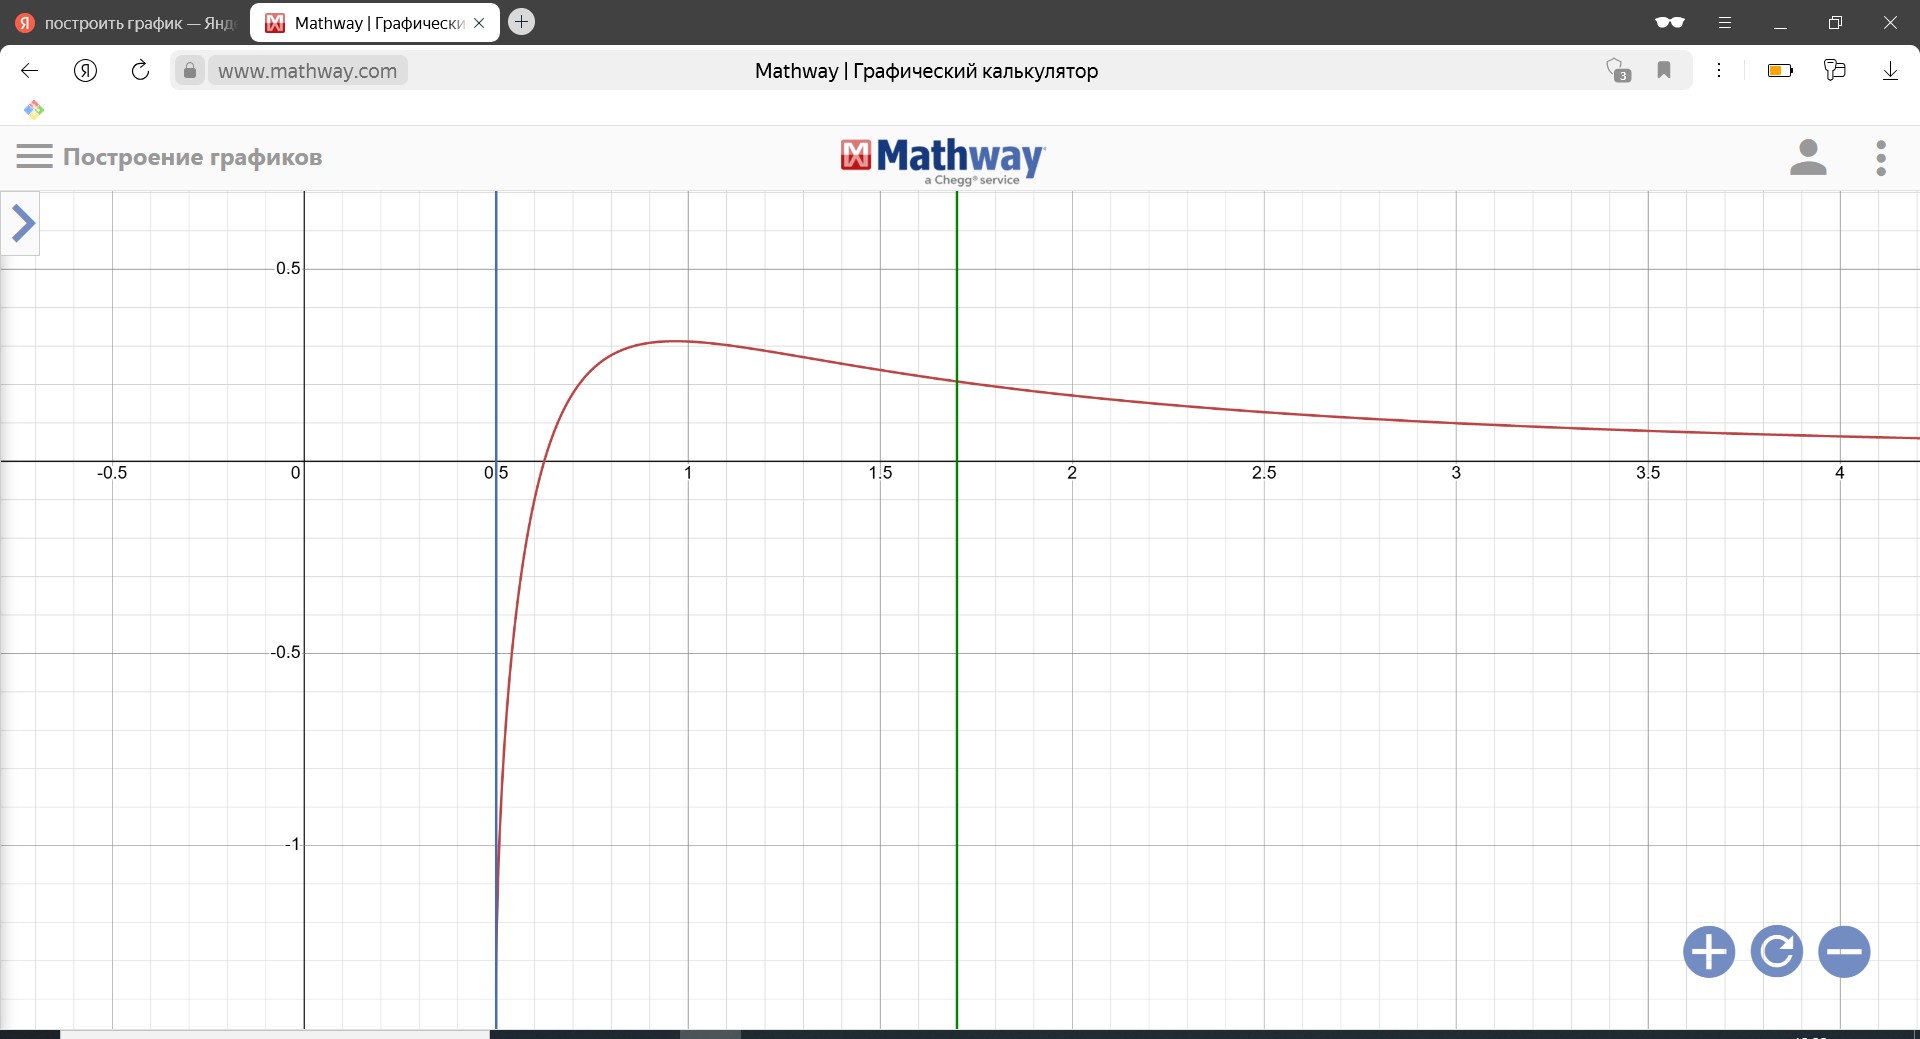 построить график — Янд
Mathway | Графически
www.mathway.com
Mathway | Графический калькулятор
3
Построение графиков
Mathway
a Chegg® service
0.5
-0.5 0 0.5 1 1.5 2 2.5 3 3.5 4
-0.5
-1